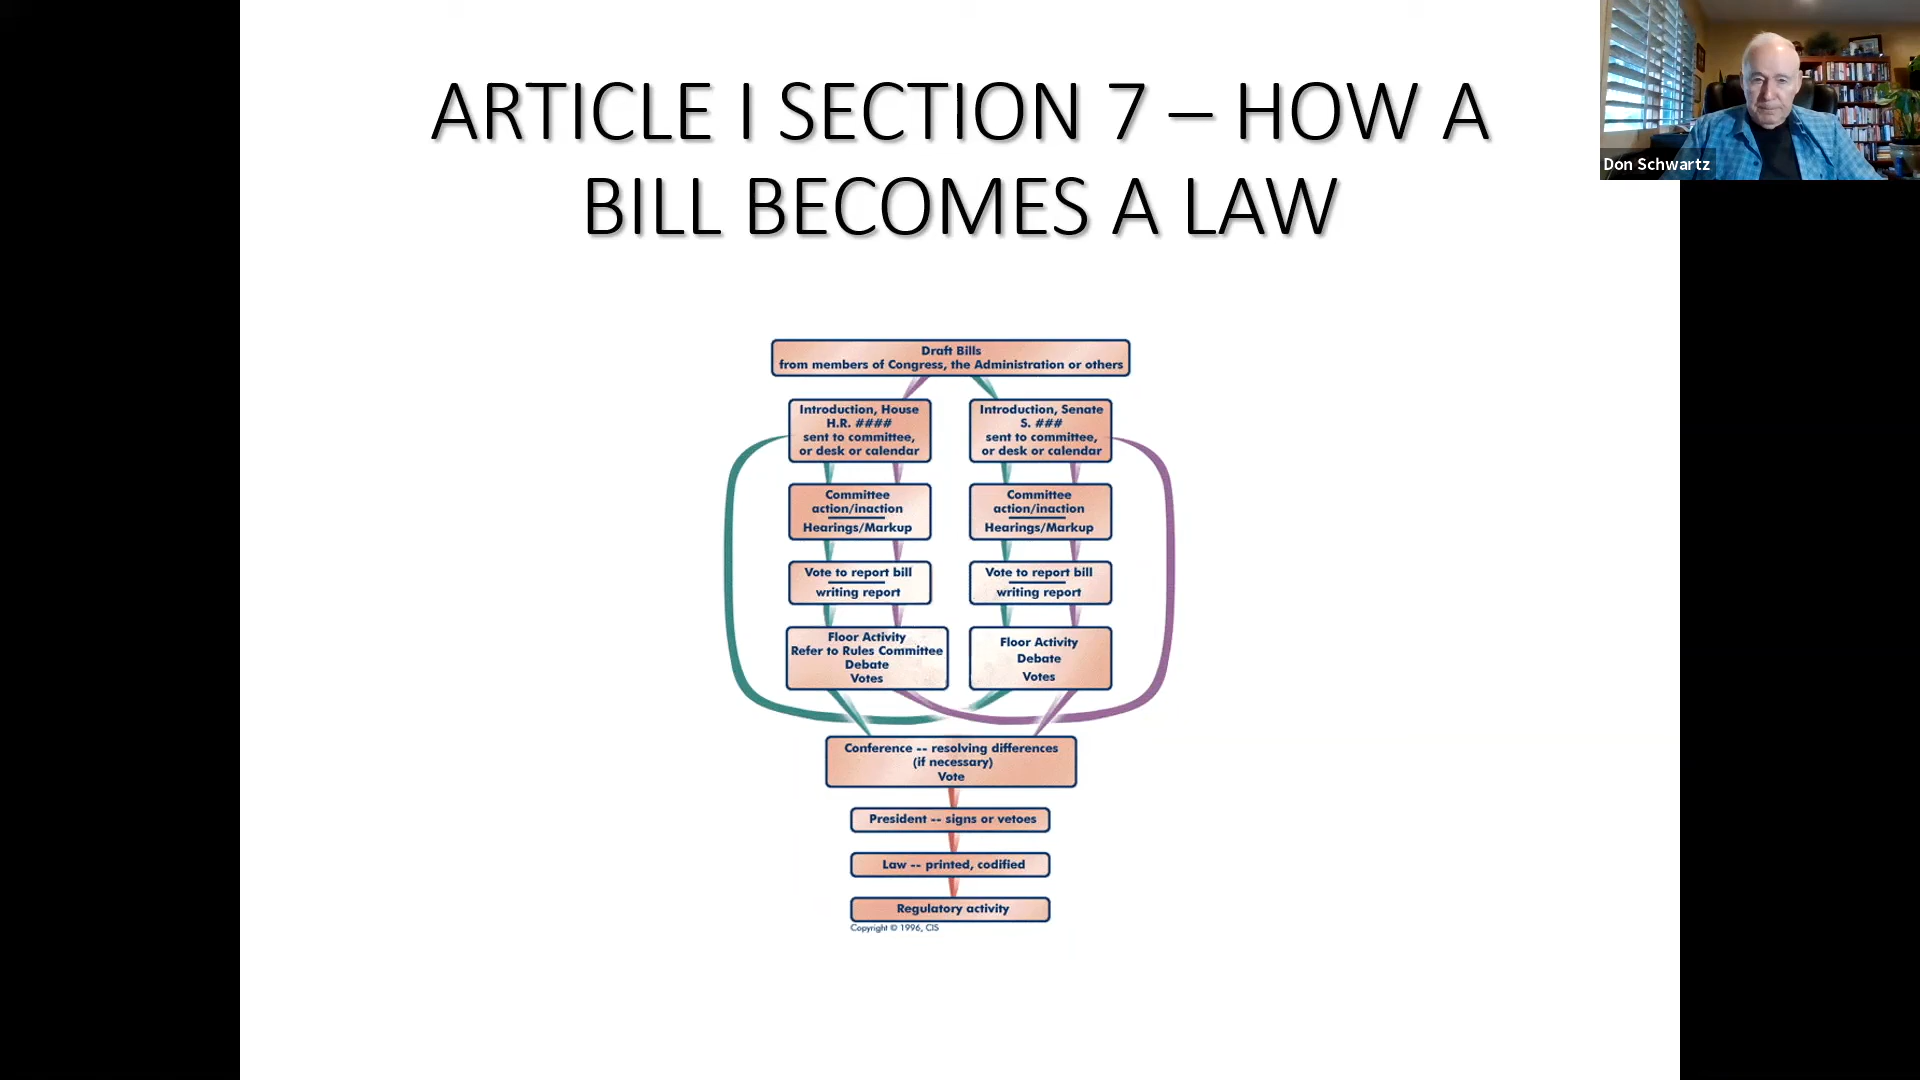 ARTICLE I SECTION 7 – HOW A
BILL BECOMES A LAW
Don Schwartz
Draft Bills
from members of Congress, the Administration or others
Introduction, House
H.R. ####
sent to committee,
or desk or calendar
Introduction, Senate
S. ###
sent to committee,
or desk or calendar
Committee
action/inaction
Hearings/Markup
Committee
action/inaction
Hearings/Markup
Vote to report bill
writing report
Vote to report bill
writing report
Floor Activity
Refer to Rules Committee
Debate
Votes
Floor Activity
Debate
Votes
Conference -- resolving differences
(if necessary)
Vote
President -- signs or vetoes
Law -- printed, codified
Regulatory activity
Copyright © 1996, CIS